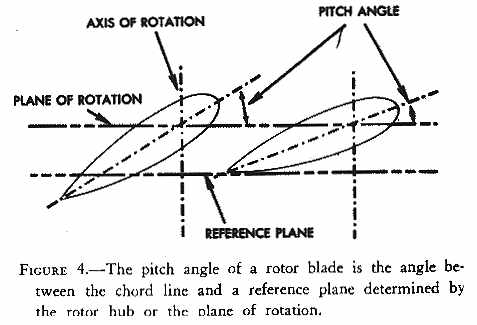 PITCH ANGLE
AXIS OF ROTATION
PLANE OF ROTATION
REFERENCE PLANE
FIGURE 4.—The pitch angle of a rotor blade is the angle be-
tween the chord line and a reference plane determined by
the rotor hub or the plane of rotation.